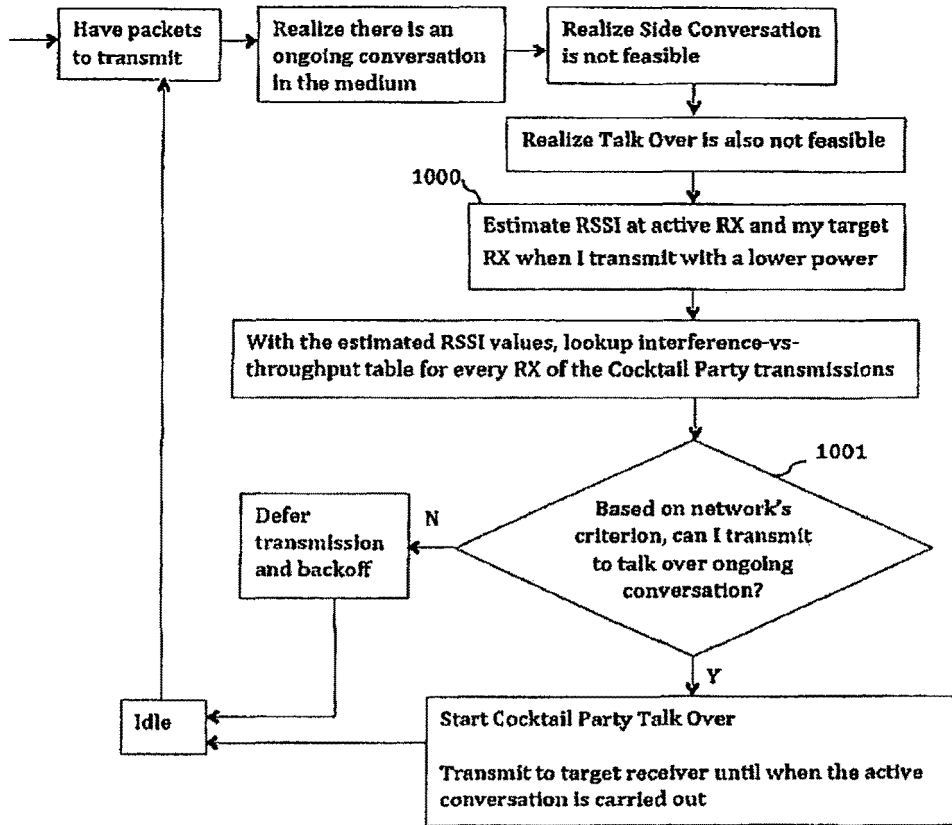 Have packets
to transmit
Realize there is an
ongoing conversation
in the medium
Realize Side Conversation
is not feasible
Realize Talk Over is also not feasible
1000
Estimate RSSI at active RX and my target
RX when I transmit with a lower power
With the estimated RSSI values, lookup interference-vs-
throughput table for every RX of the Cocktail Party transmissions
1001
Based on network's
criterion, can I transmit
to talk over ongoing
conversation?
N
Defer
transmission
and backoff
Y
Idle
Start Cocktail Party Talk Over
Transmit to target receiver until when the active
conversation is carried out